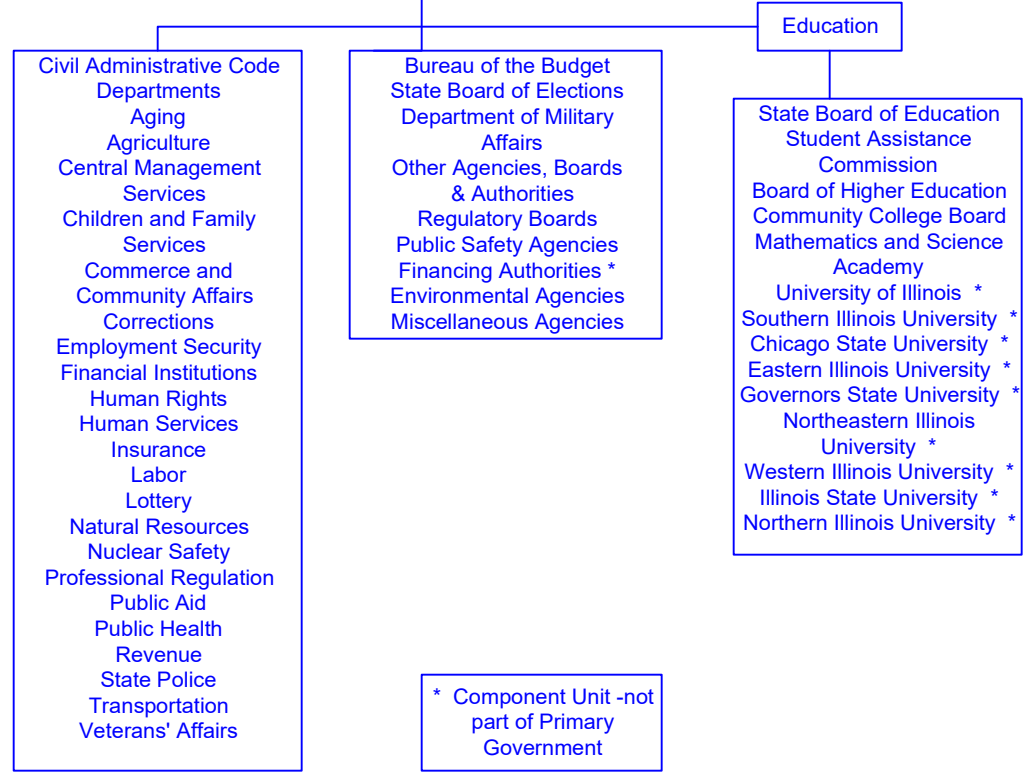 Education
Civil Administrative Code
Departments
Aging
Agriculture
Central Management
Services
Children and Family
Services
Commerce and
Community Affairs
Corrections
Employment Security
Financial Institutions
Human Rights
Human Services
Insurance
Labor
Lottery
Natural Resources
Nuclear Safety
Professional Regulation
Public Aid
Public Health
Revenue
State Police
Transportation
Veterans' Affairs
Bureau of the Budget
State Board of Elections
Department of Military
Affairs
Other Agencies, Boards
& Authorities
Regulatory Boards
Public Safety Agencies
Financing Authorities *
Environmental Agencies
Miscellaneous Agencies
State Board of Education
Student Assistance
Commission
Board of Higher Education
Community College Board
Mathematics and Science
Academy
University of Illinois *
Southern Illinois University *
Chicago State University *
Eastern Illinois University *
Governors State University *
Northeastern Illinois
University *
Western Illinois University *
Illinois State University *
Northern Illinois University *
* Component Unit -not
part of Primary
Government